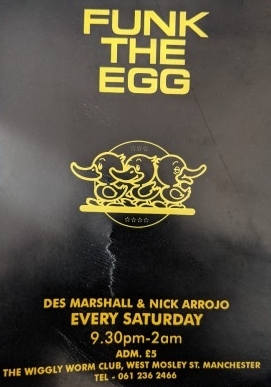 FUNK
THE
EGG
DES MARSHALL & NICK ARROJO
EVERY SATURDAY
9.30pm-2am
ADM. £5
THE WIGGLY WORM CLUB, WEST MOSLEY ST. MANCHESTER
TEL - 061 236 2466